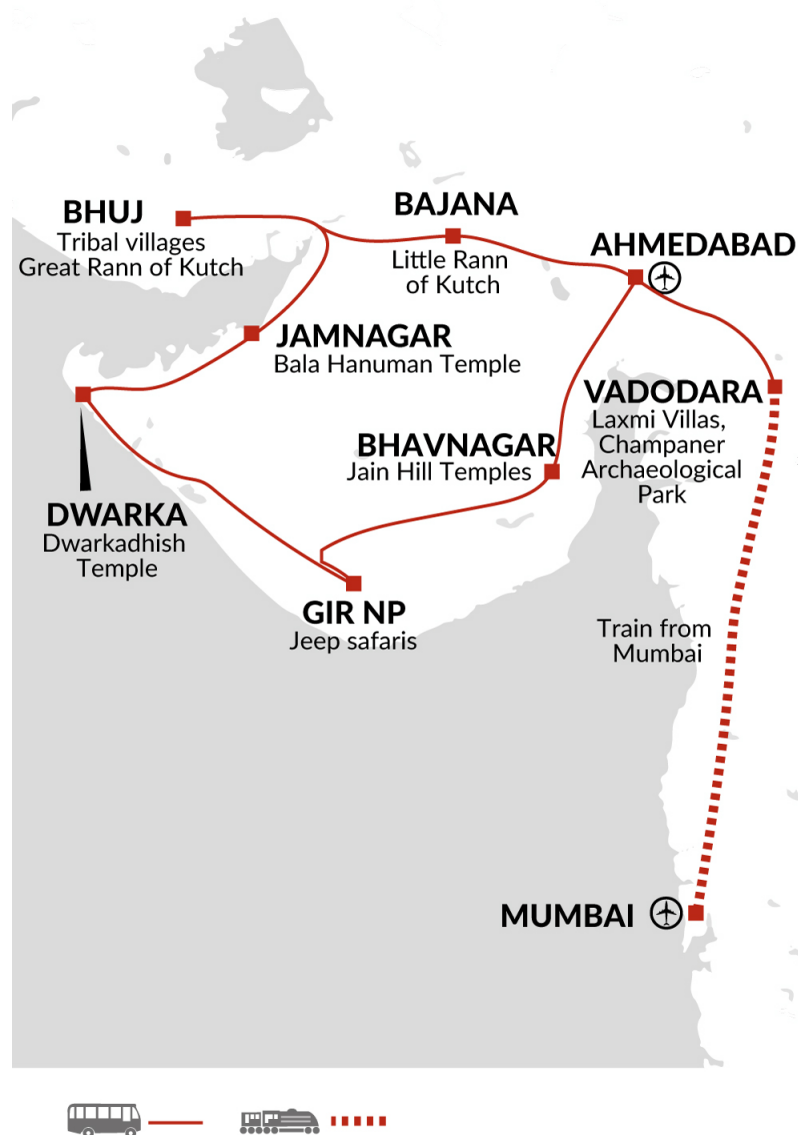 BHUJ
Tribal villages
Great Rann of Kutch
BAJANA
Little Rann
of Kutch
AHMEDABAD
JAMNAGAR
Bala Hanuman Temple
VADODARA
Laxmi Villas,
Champaner
Archaeological
Park
BHAVNAGAR
Jain Hill Temples
DWARKA
Dwarkadhish
Temple
GIR NP
Jeep safaris
Train from
Mumbai
MUMBAI